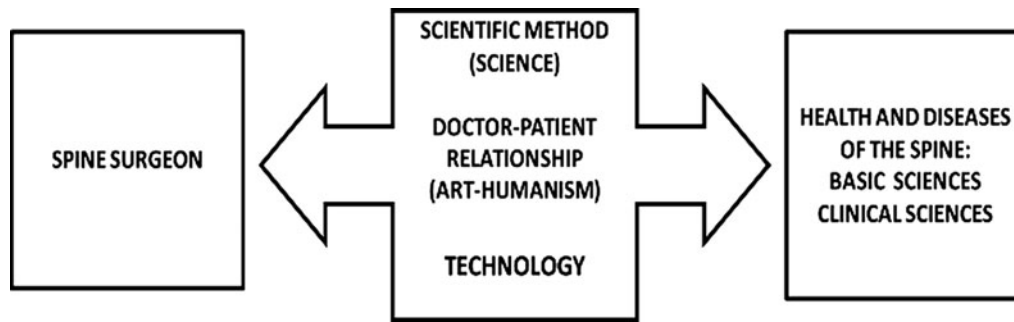 SPINE SURGEON
SCIENTIFIC METHOD
(SCIENCE)
DOCTOR-PATIENT
RELATIONSHIP
(ART-HUMANISM)
TECHNOLOGY
HEALTH AND DISEASES
OF THE SPINE:
BASIC SCIENCES
CLINICAL SCIENCES